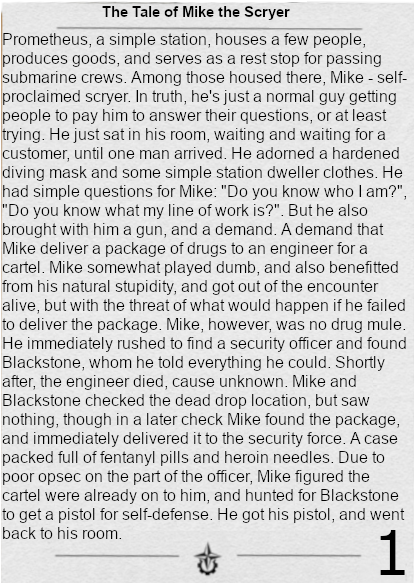 The Tale of Mike the Scryer
Prometheus, a simple station, houses a few people,
produces goods, and serves as a rest stop for passing
submarine crews. Among those housed there, Mike - self-
proclaimed scryer. In truth, he's just a normal guy getting
people to pay him to answer their questions, or at least
trying. He just sat in his room, waiting and waiting for a
customer, until one man arrived. He adorned a hardened
diving mask and some simple station dweller clothes. He
had simple questions for Mike: "Do you know who I am?",
"Do you know what my line of work is?". But he also
brought with him a gun, and a demand. A demand that
Mike deliver a package of drugs to an engineer for a
cartel. Mike somewhat played dumb, and also benefitted
from his natural stupidity, and got out of the encounter
alive, but with the threat of what would happen if he failed
to deliver the package. Mike, however, was no drug mule.
He immediately rushed to find a security officer and found
Blackstone, whom he told everything he could. Shortly
after, the engineer died, cause unknown. Mike and
Blackstone checked the dead drop location, but saw
nothing, though in a later check Mike found the package,
and immediately delivered it to the security force. A case
packed full of fentanyl pills and heroin needles. Due to
poor opsec on the part of the officer, Mike figured the
cartel were already on to him, and hunted for Blackstone
to get a pistol for self-defense. He got his pistol, and went
back to his room.
1